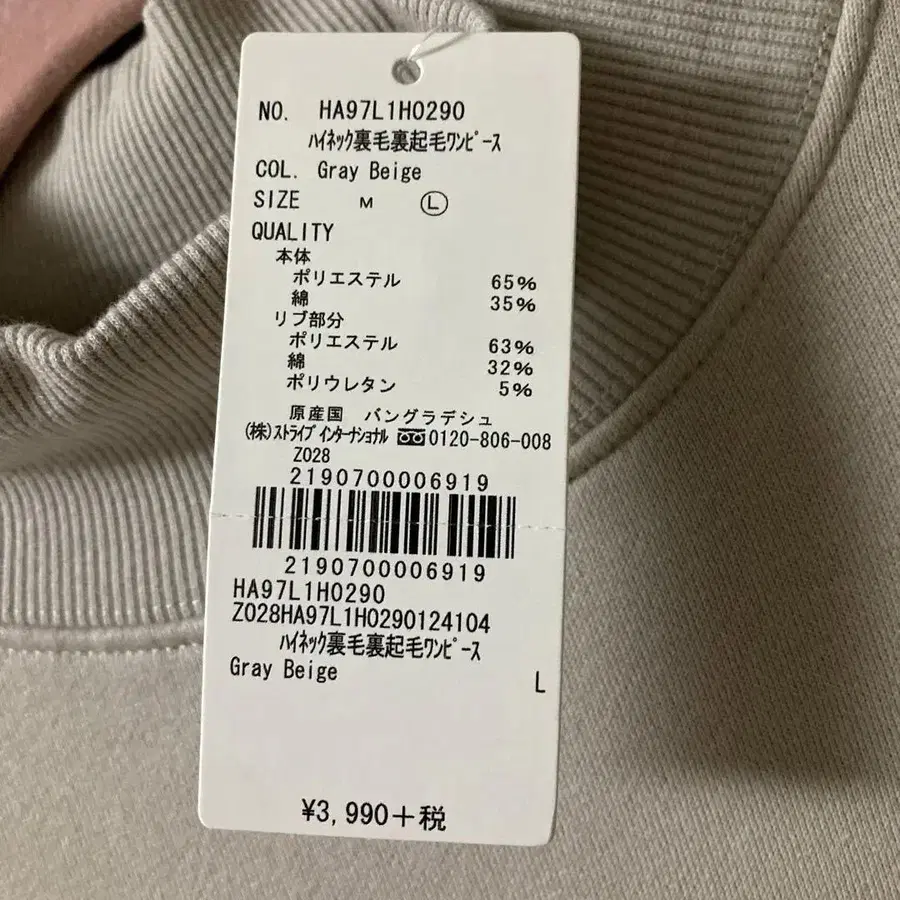 NO. HA97L1H0290
ﾊｲﾈｯｸ裏毛裏起毛ﾜﾝﾋﾟｰｽ
COL. Gray Beige
SIZE M Ⓛ
QUALITY
本体
ポリエステル 65%
綿 35%
リブ部分
ポリエステル 63%
綿 32%
ポリウレタン 5%
原産国 バングラデシュ
(株)ｽﾄﾗｲﾌﾟｲﾝﾀｰﾅｼｮﾅﾙ 0120-806-008
Z028
2190700006919
2190700006919
HA97L1H0290
Z028HA97L1H0290124104
ﾊｲﾈｯｸ裏毛裏起毛ﾜﾝﾋﾟｰｽ
Gray Beige
L
¥3,990+税